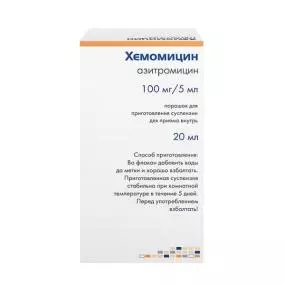 Хемомицин
азитромицин
100 мг/5 мл
порошок для
приготовления суспензии
для приема внутрь
20 мл
Способ приготовления:
Во флакон добавить воды
до метки и хорошо взболтать.
Приготовленная суспензия
стабильна при комнатной
температуре в течение 5 дней.
Перед употреблением
взбалтывать!